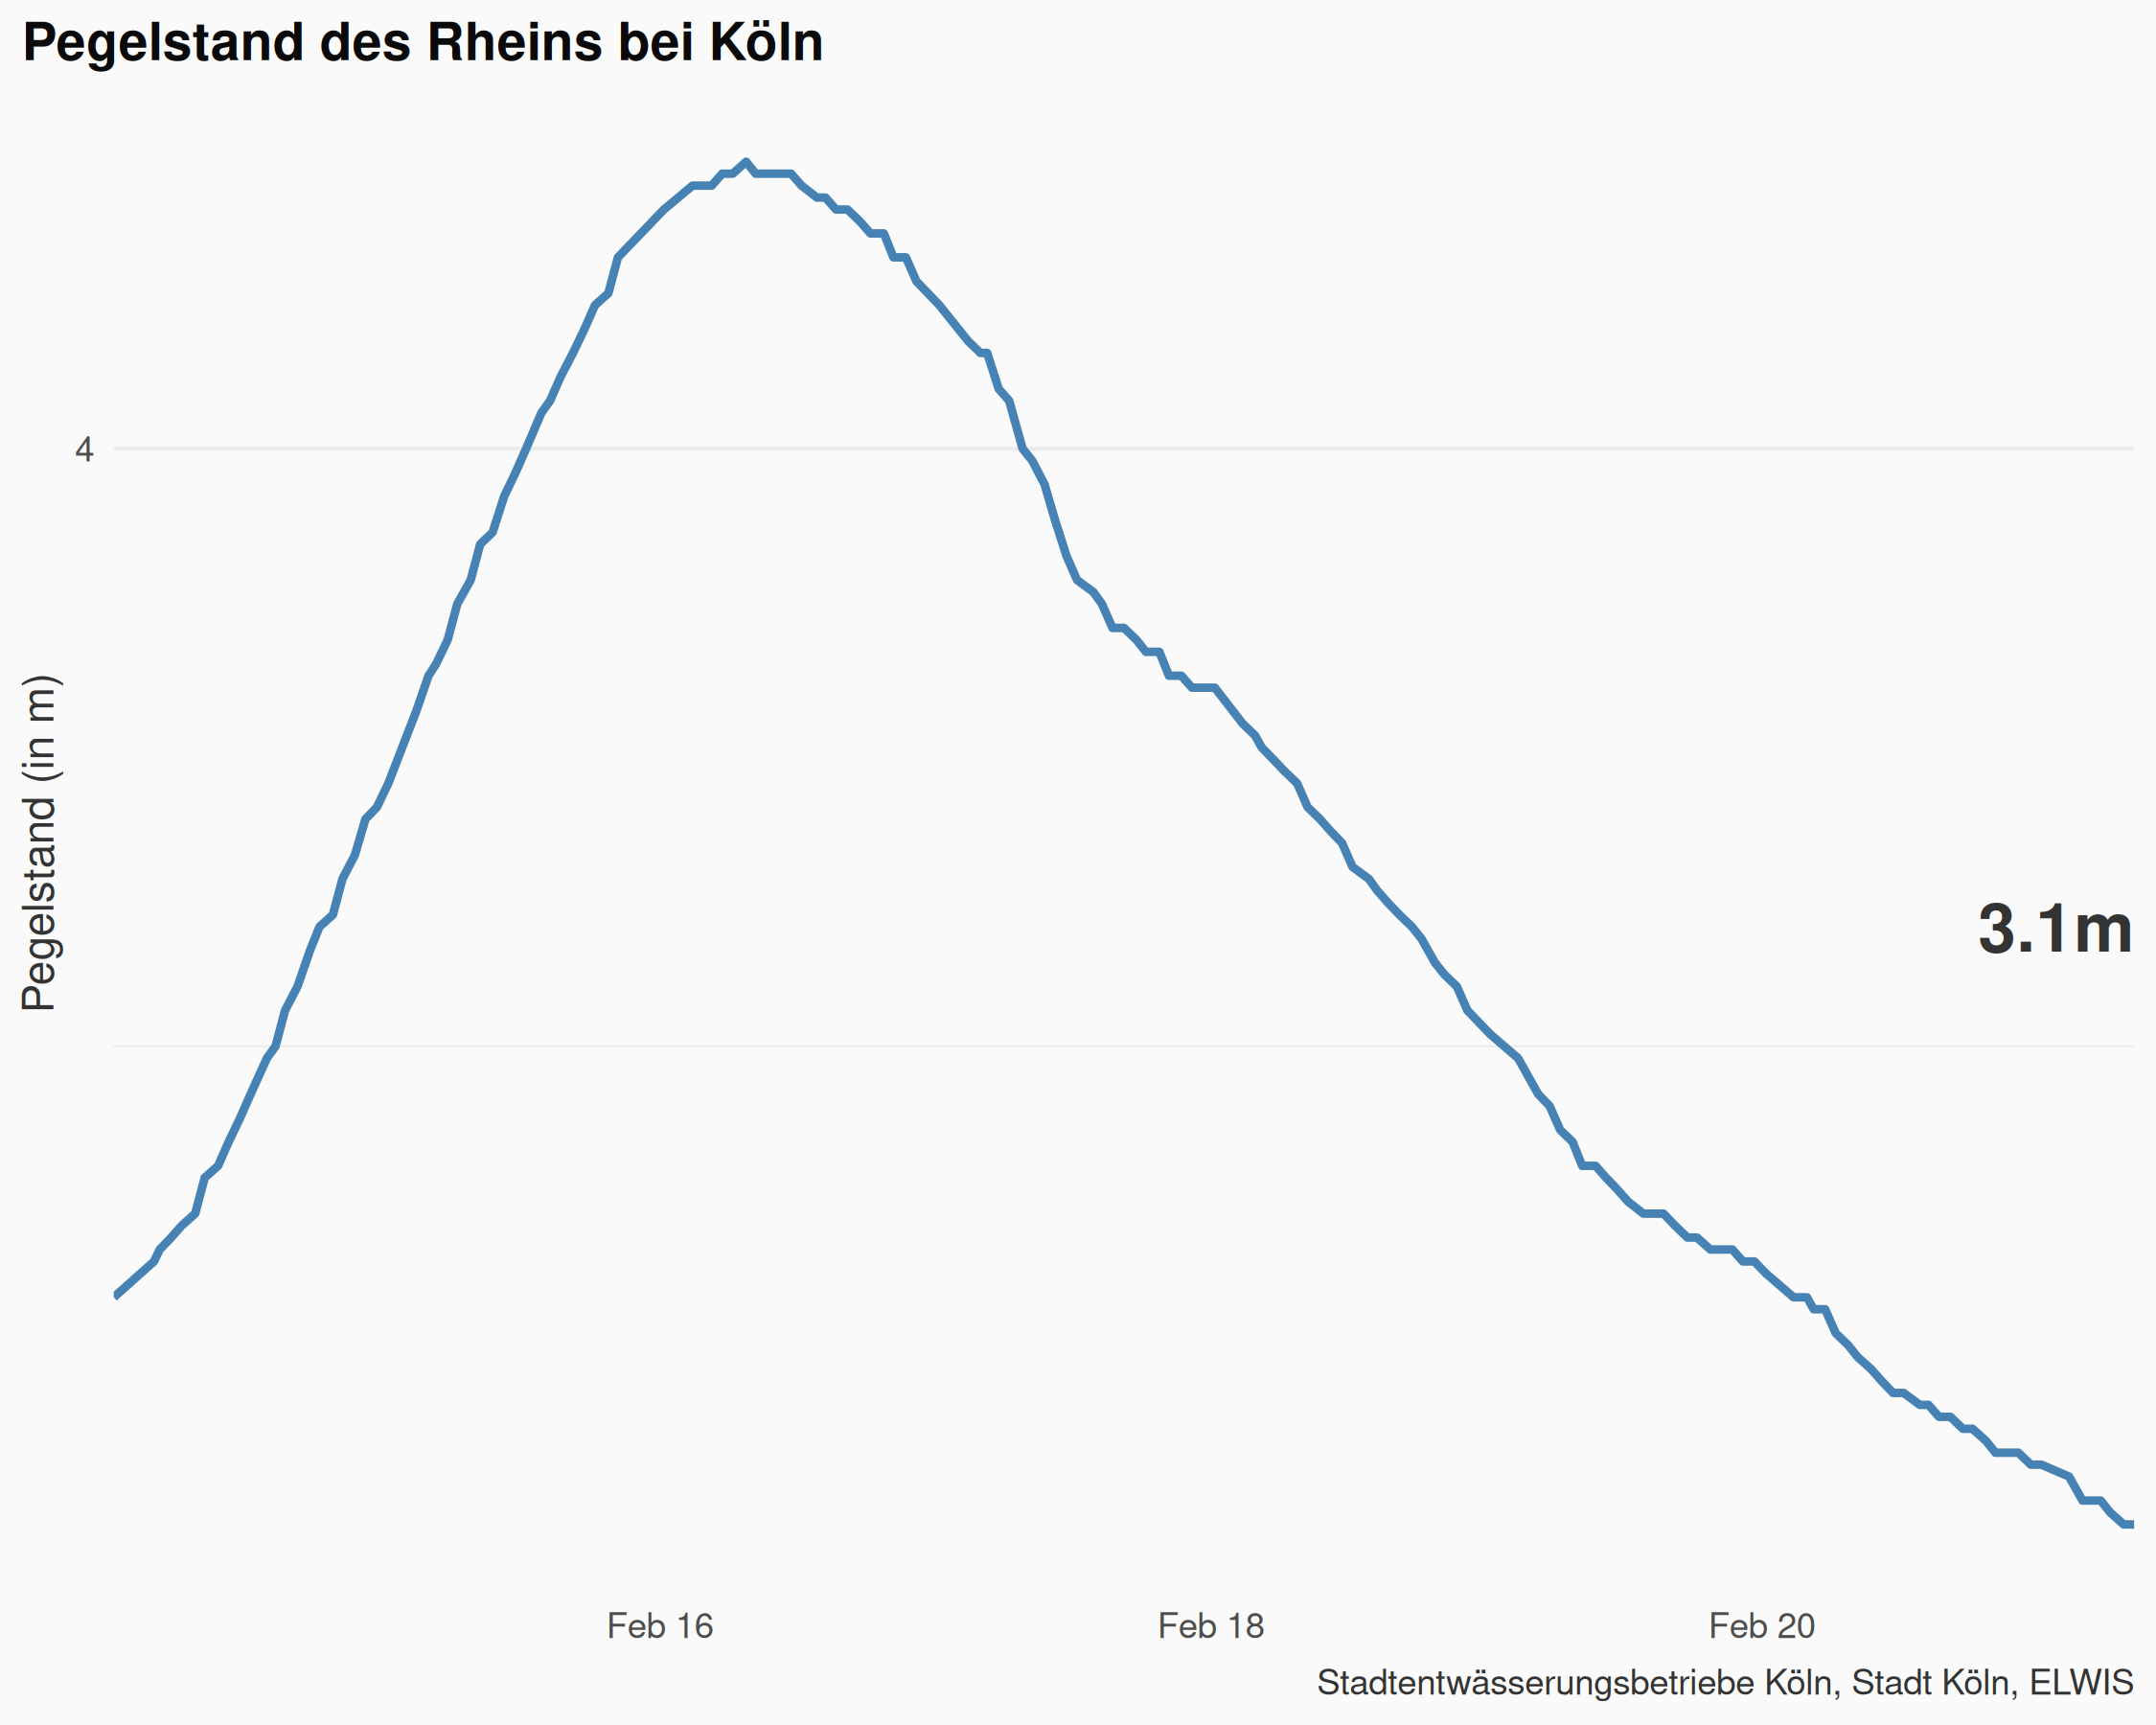 Pegelstand des Rheins bei Köln
4
Pegelstand (in m)
3.1m
Feb 16
Feb 18
Feb 20
Stadtentwässerungsbetriebe Köln, Stadt Köln, ELWIS